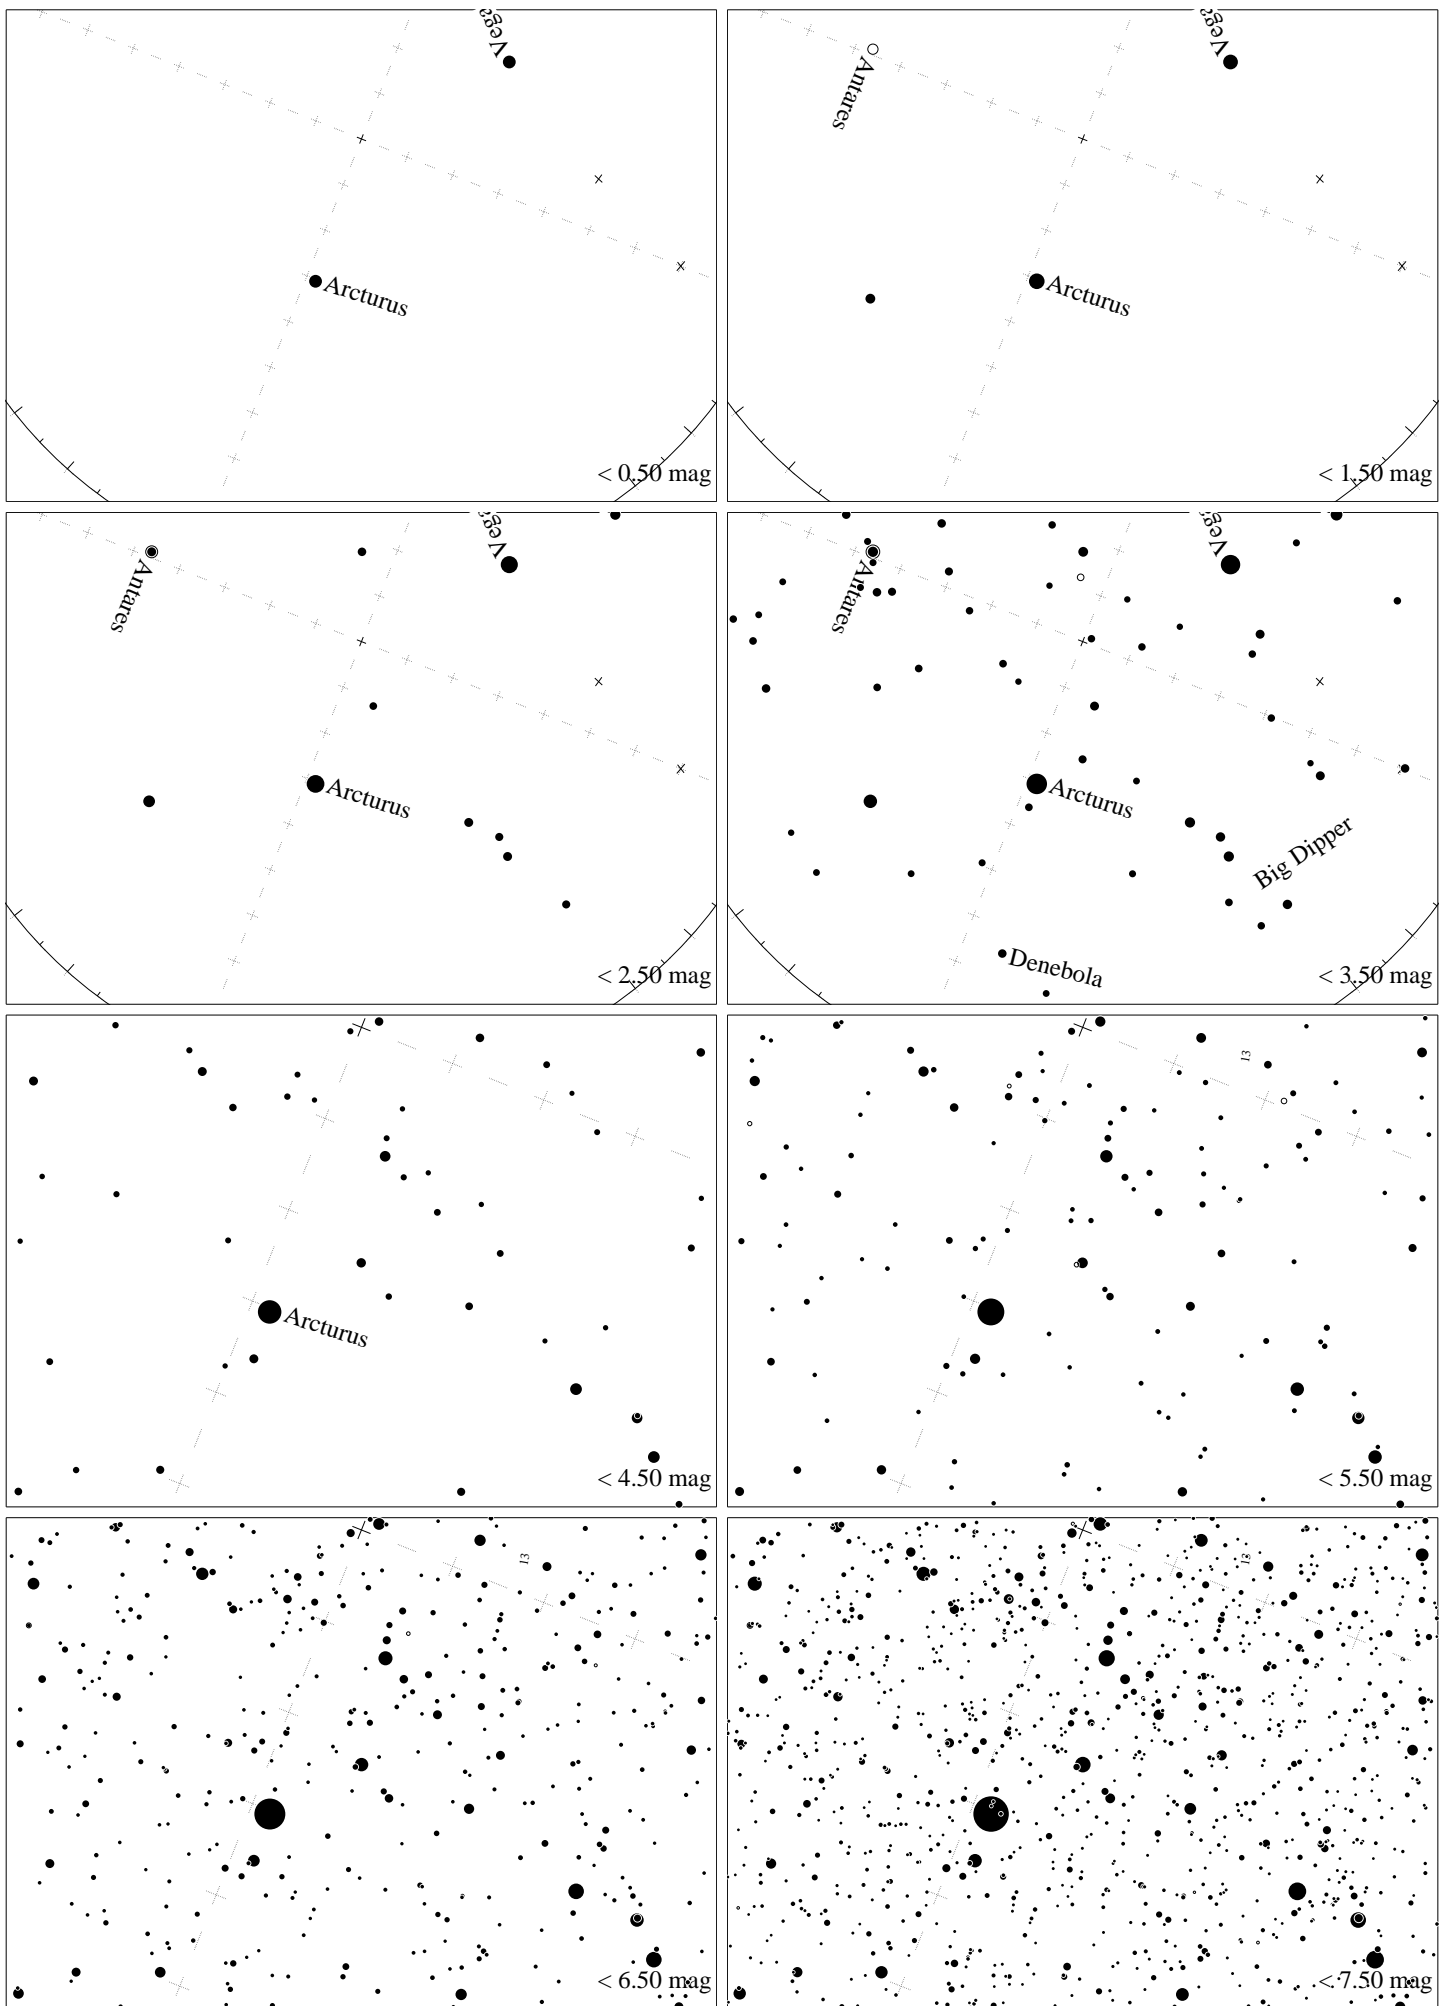 Vega
Arcturus
< 0.50 mag
Vega
Antares
Arcturus
< 1.50 mag
Vega
Antares
Arcturus
< 2.50 mag
Vega
Antares
Arcturus
Big Dipper
Denebola
< 3.50 mag
Arcturus
< 4.50 mag
13
< 5.50 mag
13
< 6.50 mag
13
< 7.50 mag